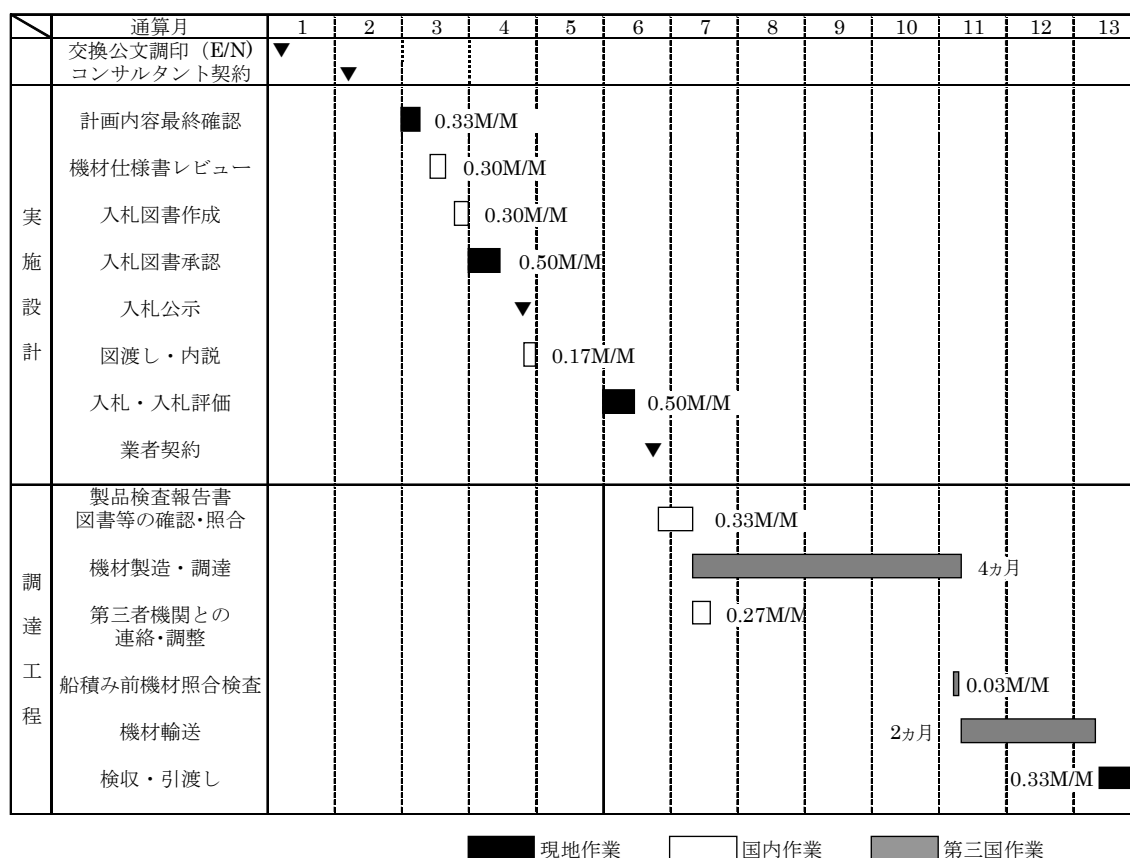 通算月 1 2 3 4 5 6 7 8 9 10 11 12 13
交換公文調印（E/N）
コンサルタント契約
実施設計
計画内容最終確認 0.33M/M
機材仕様書レビュー 0.30M/M
入札図書作成 0.30M/M
入札図書承認 0.50M/M
入札公示
図渡し・内説 0.17M/M
入札・入札評価 0.50M/M
業者契約
調達工程
製品検査報告書
図書等の確認・照合 0.33M/M
機材製造・調達 4ヵ月
第三者機関との
連絡・調整 0.27M/M
船積み前機材照合検査 0.03M/M
機材輸送 2ヵ月
検収・引渡し 0.33M/M
現地作業 国内作業 第三国作業